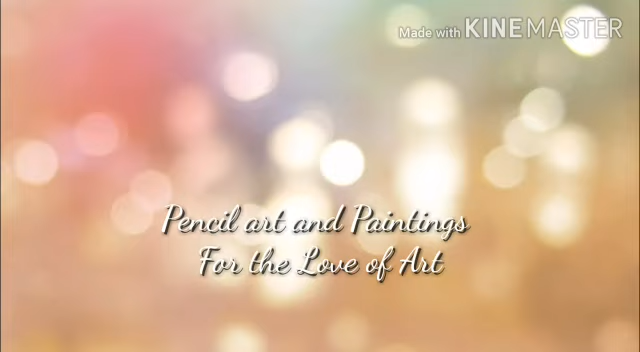 Made with KINEMASTER
Pencil art and Paintings
For the Love of Art